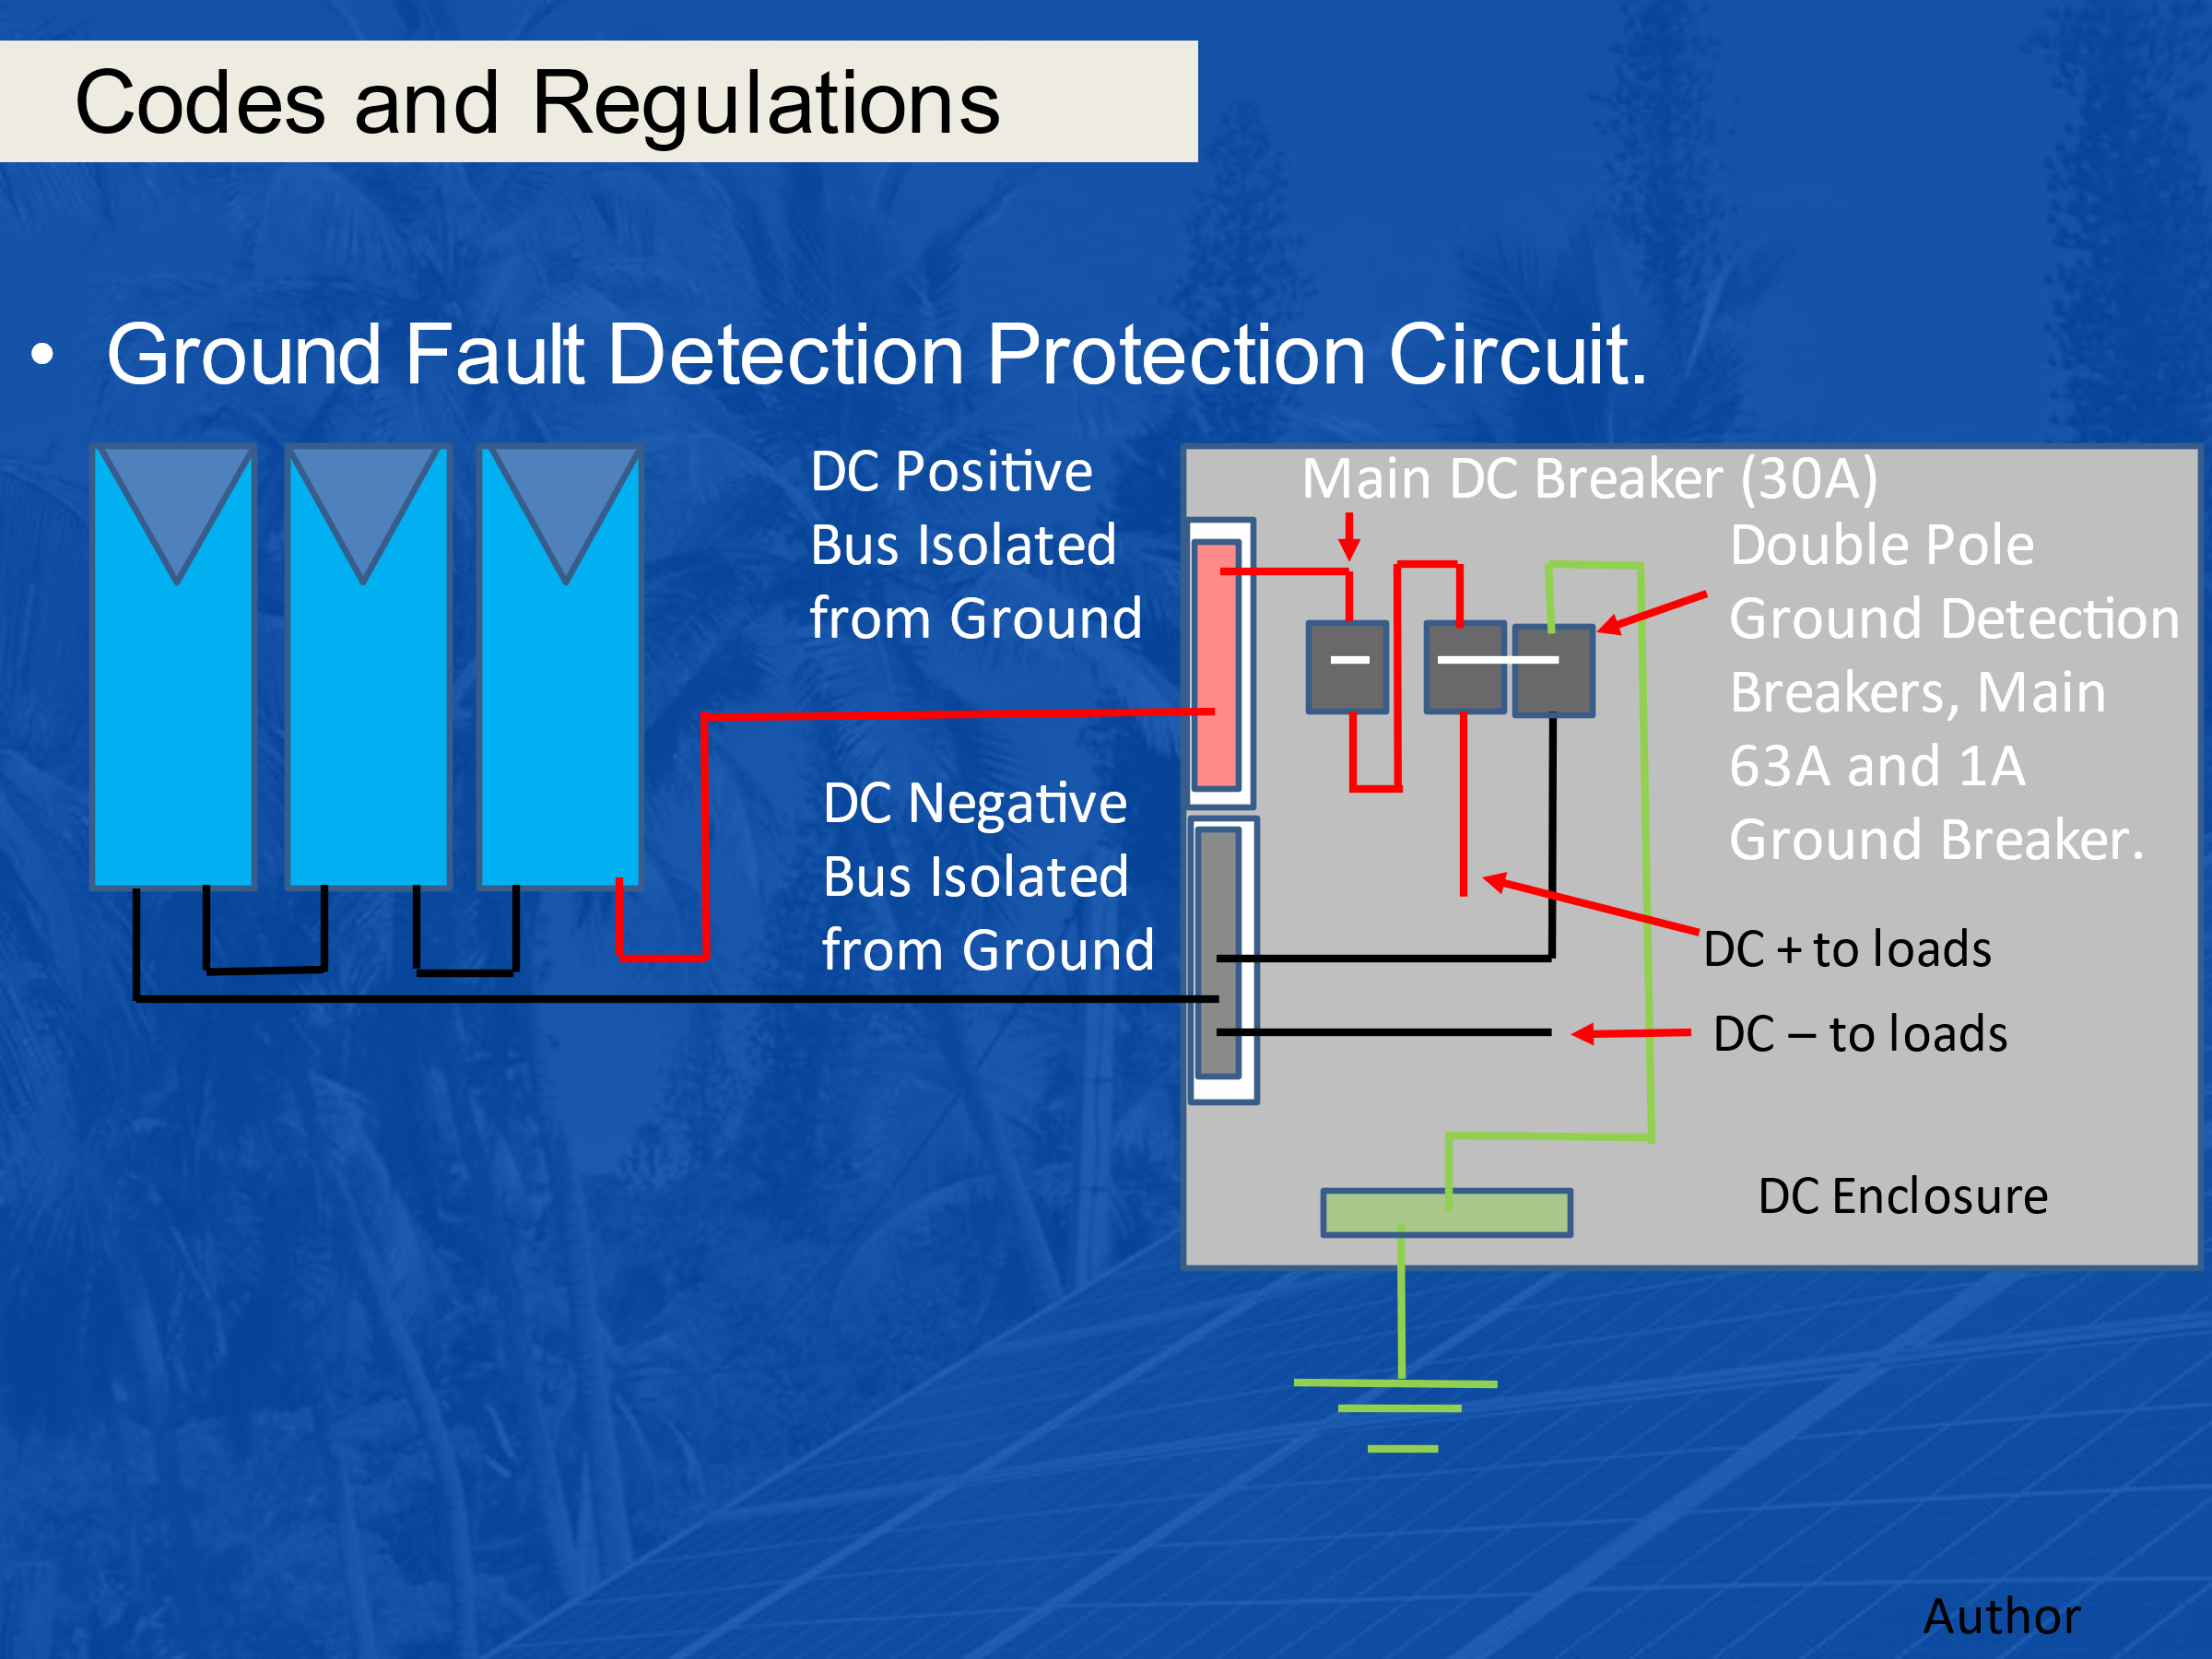 Codes and Regulations
• Ground Fault Detection Protection Circuit.
DC Positive
Bus Isolated
from Ground
DC Negative
Bus Isolated
from Ground
Main DC Breaker (30A)
Double Pole
Ground Detection
Breakers, Main
63A and 1A
Ground Breaker.
DC + to loads
DC – to loads
DC Enclosure
Author